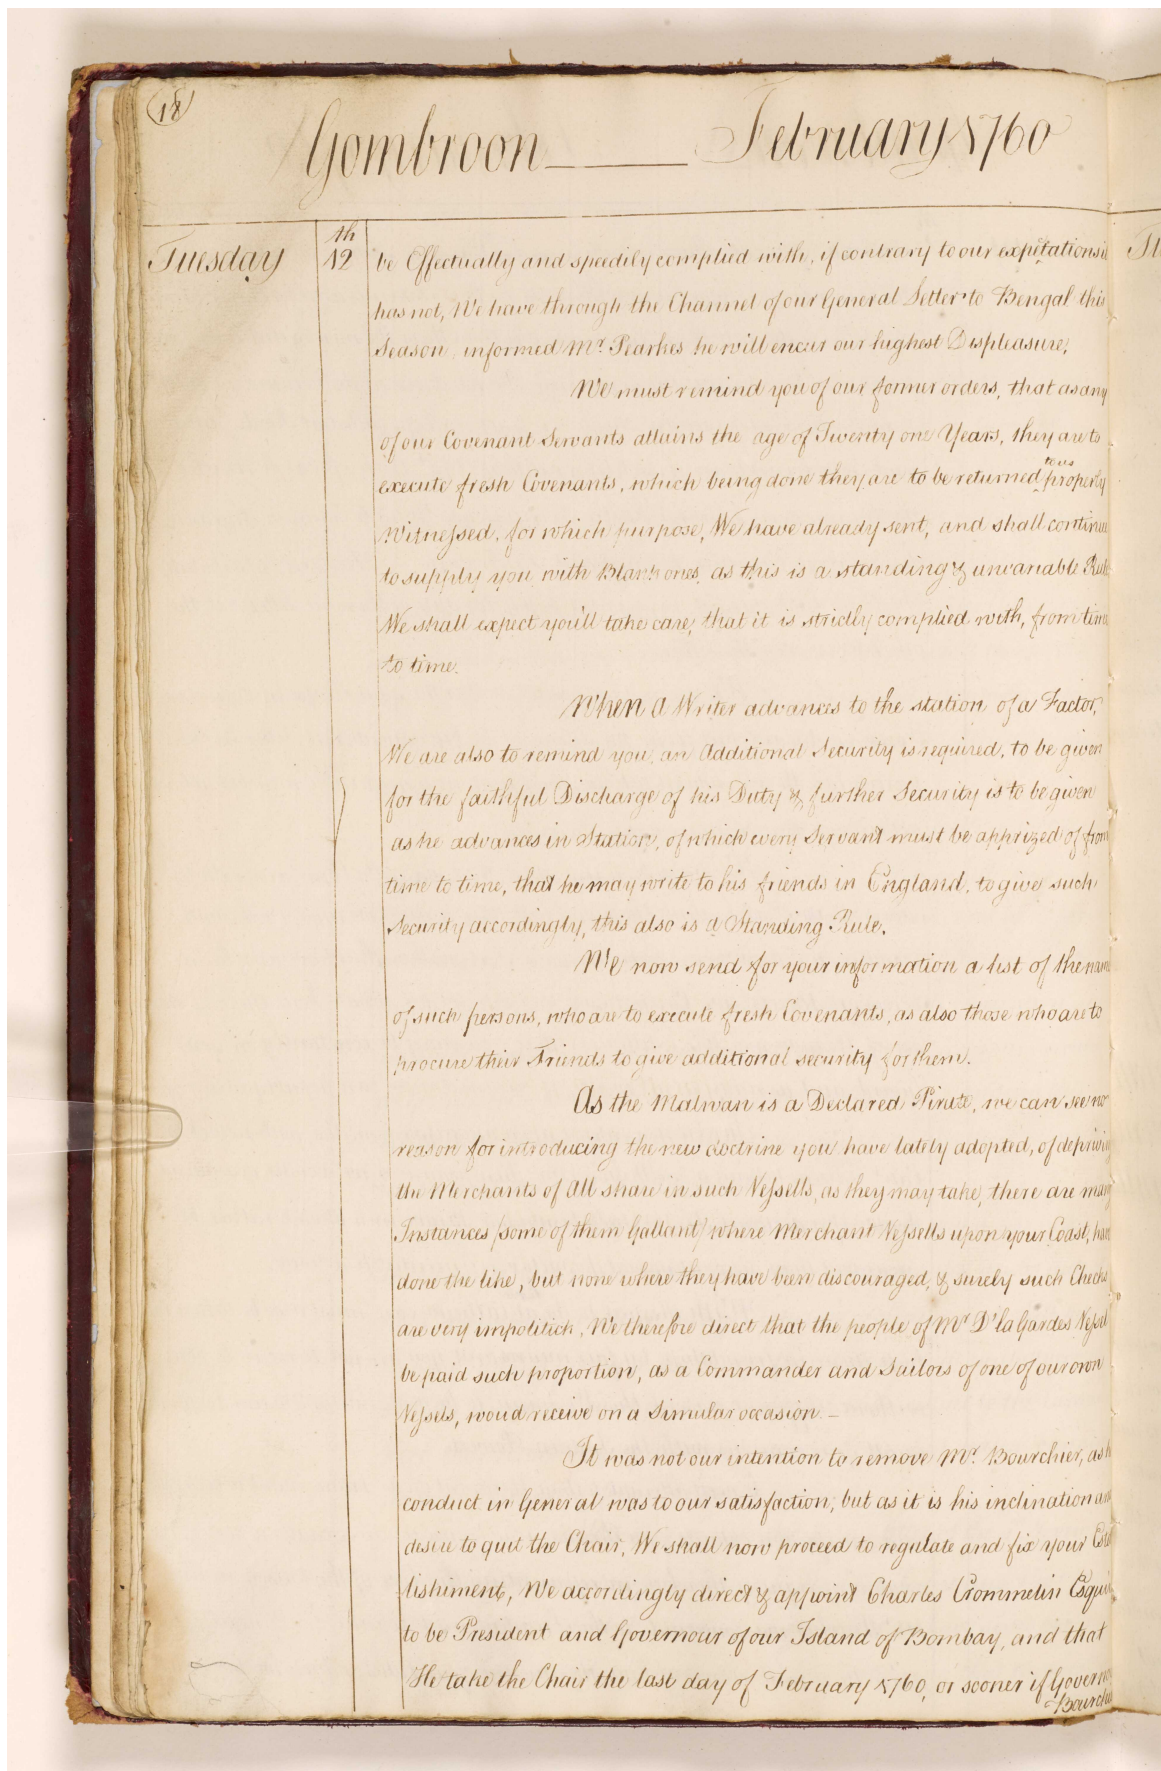 18
Gombroon February 1760
Tuesday 12th be Effectually and speedily complied with, if contrary to our expetations it
has not, We have through the Channel of our General Letter to Bengal this
Season, informed Mr. Pearkes he will encur our highest Displeasure.
We must remind you of our former orders, that as any
of our Covenant Servants attains the age of Twenty one Years, they are to
execute fresh Covenants, which being done they are to be returned to us properly
Witnessed, for which purpose, We have already sent, and shall continue
to supply you with Blank ones, as this is a standing & unvariable Rule
We shall expect you'll take care, that it is strictly complied with, from time
to time.
When a Writer advances to the station of a Factor,
We are also to remind you, an Additional Security is required, to be given
for the faithful Discharge of his Duty & further Security is to be given
as he advances in Station, of which every Servant must be apprized of from
time to time, that he may write to his friends in England, to give such
Security accordingly, this also is a Standing Rule.
We now send for your information a list of the name
of such persons, who are to execute fresh Covenants, as also those who are to
procure their Friends to give additional security for them.
As the Malwan is a Declared Pirate, we can see no
reason for introducing the new doctrine you have lately adopted, of depriving
the Merchants of all share in such Vessells, as they may take, there are many
Instances (some of them Gallant) where Merchant Vessells upon your Coast, have
done the like, but none where they have been discouraged, & surely such Checks
are very impolitick, We therefore direct that the people of Mr D'la Gardes Vessel
be paid such proportion, as a Commander and Sailors of one of our own
Vessels, woud receive on a Simular occasion.—
It was not our intention to remove Mr. Bourchier, as h
conduct in General was to our satisfaction, but as it is his inclination and
desire to quit the Chair, We shall now proceed to regulate and fix your Esta
lishiment, We accordingly direct & appoint Charles Crommelin Esqui
to be President and Governour of our Island of Bombay, and that
He take the Chair the last day of February 1760, or sooner if Governo
Bourchie